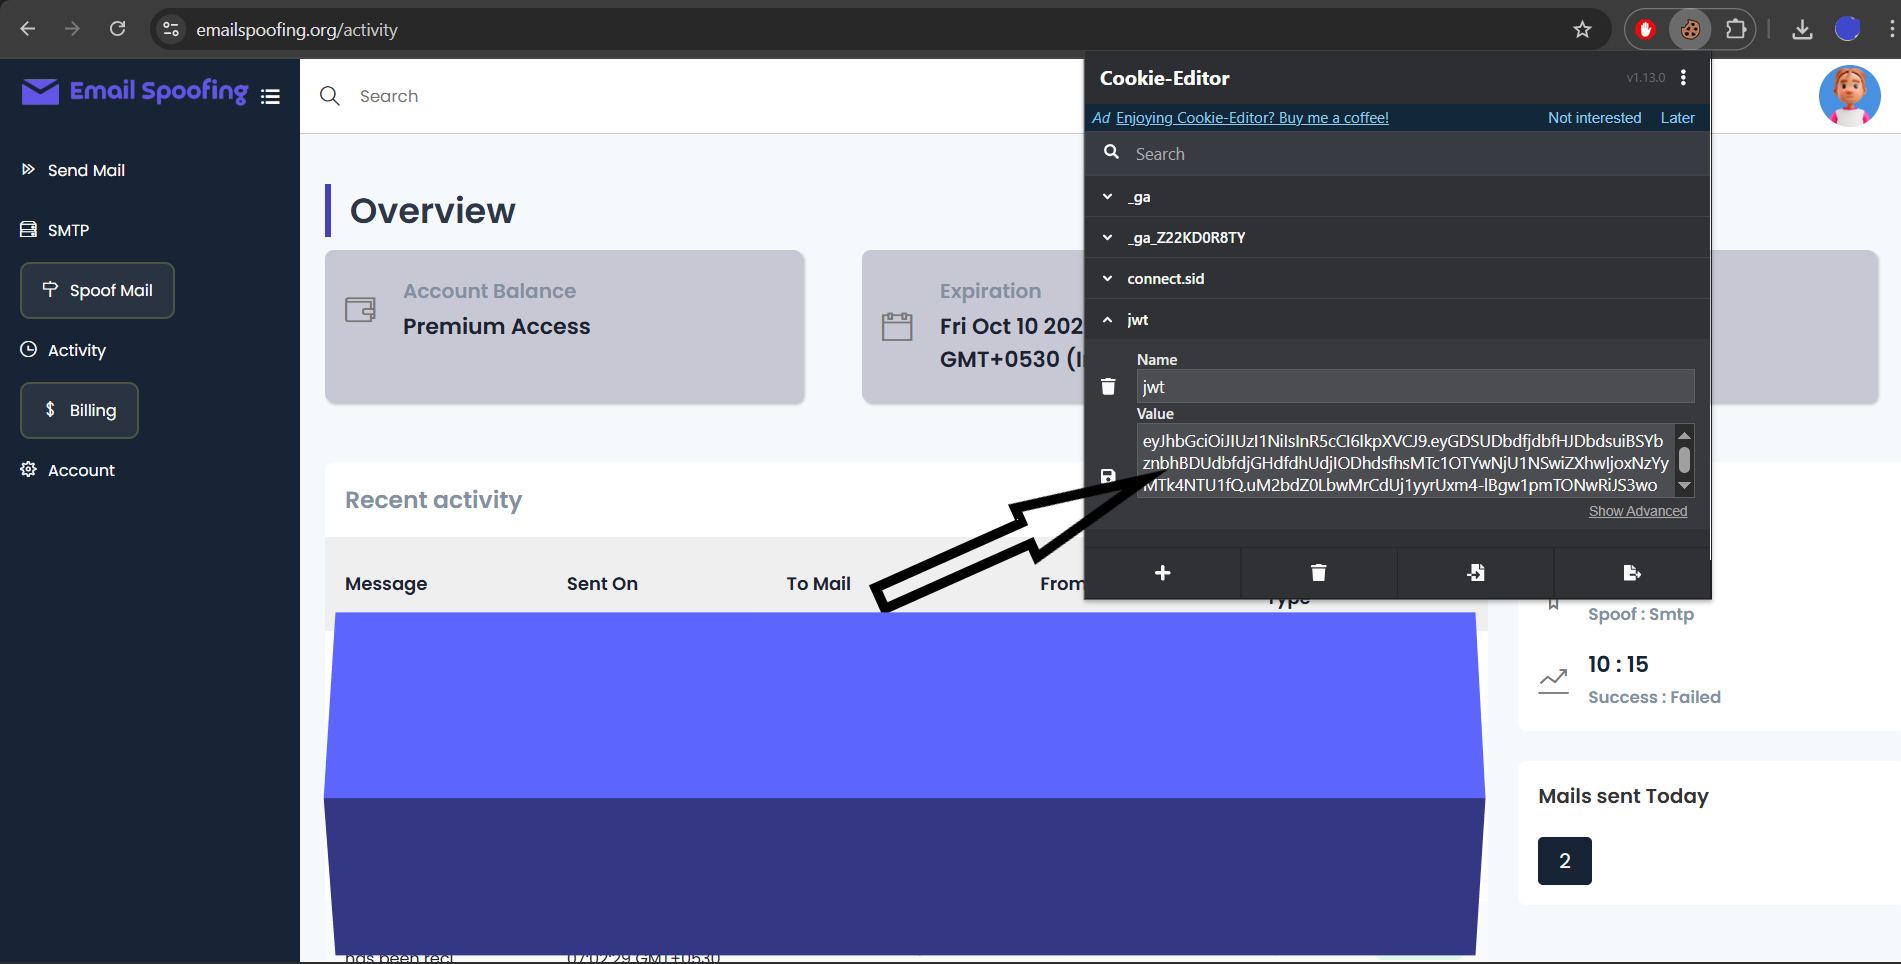 emailspoofing.org/activity
Email Spoofing
Send Mail
SMTP
Spoof Mail
Activity
$ Billing
Account
Search
Overview
Account Balance
Premium Access
Expiration
Fri Oct 10 202
GMT+0530 (I
Recent activity
Message Sent On To Mail From Type
has been reci 07:02:29 GMT+0530
Cookie-Editor v1.13.0
Ad Enjoying Cookie-Editor? Buy me a coffee! Not interested Later
Search
_ga
_ga_Z22KD0R8TY
connect.sid
jwt
Name
jwt
Value
eyJhbGciOiJIUzI1NiIsInR5cCI6IkpXVCJ9.eyGDSUDbdfjdbfHJDbdsuiBSYb
znbhBDUdbfdjGHdfdhUdjIODhdsfhsMTc1OTYwNjU1NSwiZXhwIjoxNzYy
MTk4NTU1fQ.uM2bdZ0LbwMrCdUj1yyrUxm4-lBgw1pmTONwRiJS3wo
Show Advanced
Spoof : Smtp
10 : 15
Success : Failed
Mails sent Today
2